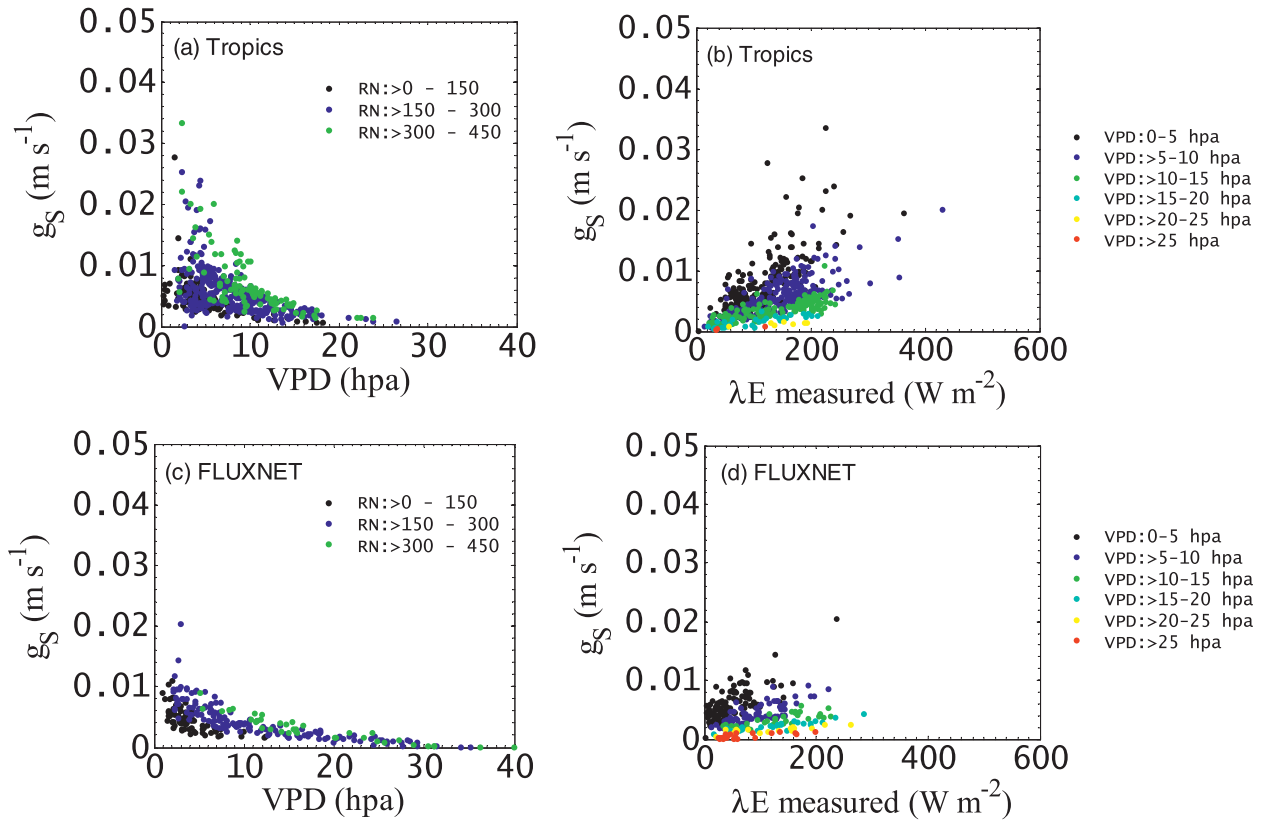 (a) Tropics
0.05
0.04
0.03
0.02
0.01
0
gS (m s-1)
RN:>0 - 150
RN:>150 - 300
RN:>300 - 450
0 10 20 30 40
VPD (hpa)
(b) Tropics
0.05
0.04
0.03
0.02
0.01
0
gS (m s-1)
0 200 400 600
λE measured (W m-2)
VPD:0-5 hpa
VPD:>5-10 hpa
VPD:>10-15 hpa
VPD:>15-20 hpa
VPD:>20-25 hpa
VPD:>25 hpa
(c) FLUXNET
0.05
0.04
0.03
0.02
0.01
0
gS (m s-1)
RN:>0 - 150
RN:>150 - 300
RN:>300 - 450
0 10 20 30 40
VPD (hpa)
(d) FLUXNET
0.05
0.04
0.03
0.02
0.01
0
gS (m s-1)
0 200 400 600
λE measured (W m-2)
VPD:0-5 hpa
VPD:>5-10 hpa
VPD:>10-15 hpa
VPD:>15-20 hpa
VPD:>20-25 hpa
VPD:>25 hpa